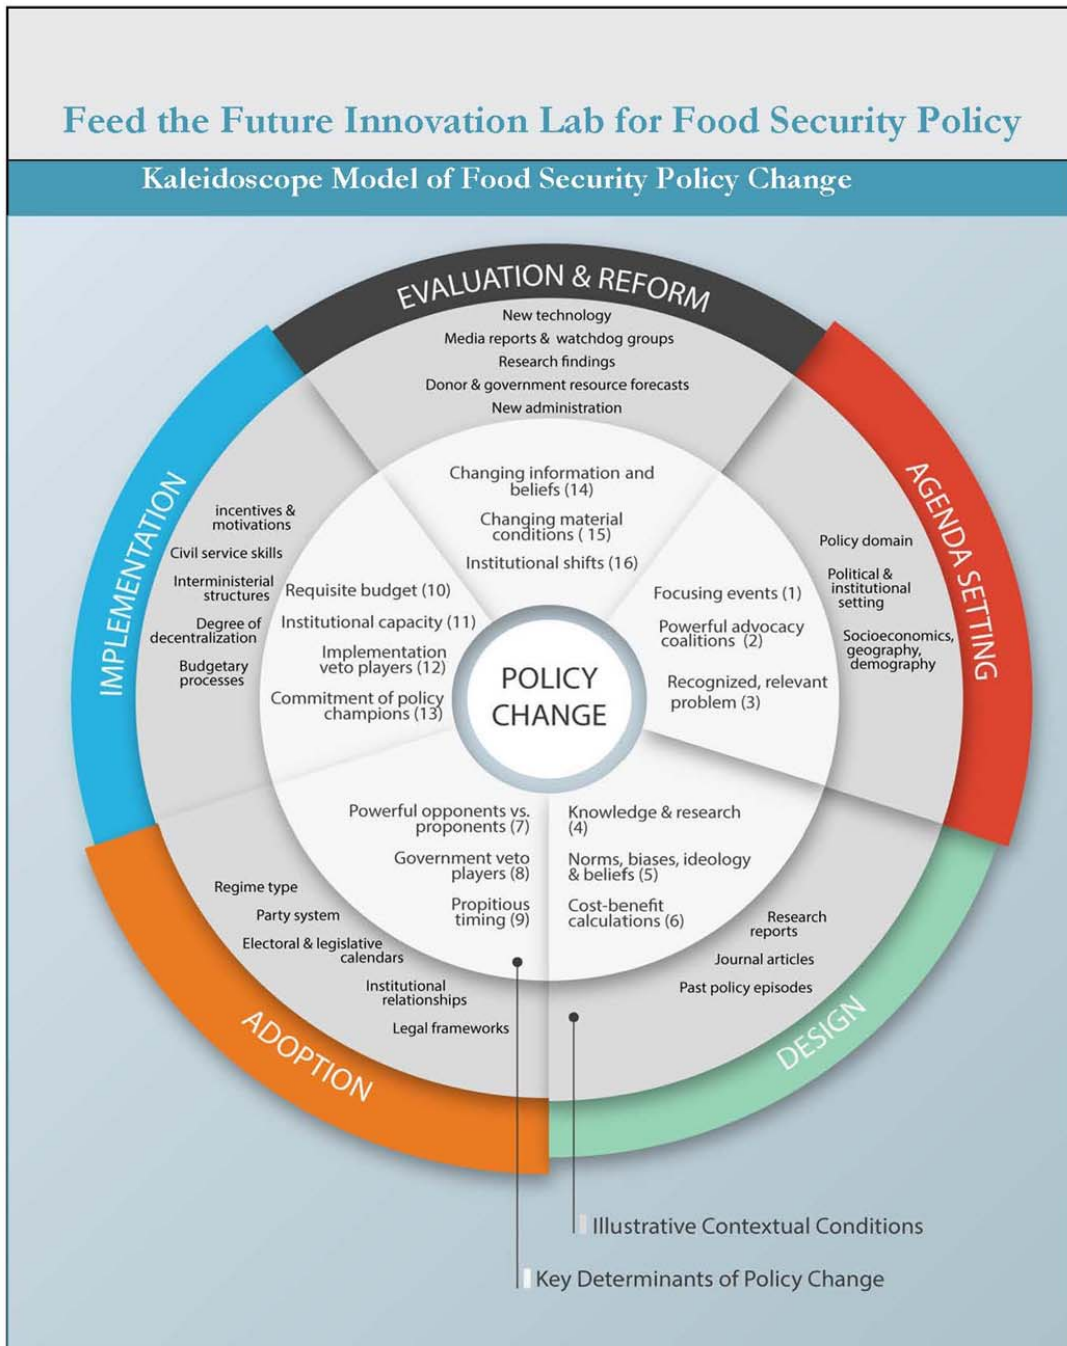 Feed the Future Innovation Lab for Food Security Policy
Kaleidoscope Model of Food Security Policy Change
EVALUATION & REFORM
New technology
Media reports & watchdog groups
Research findings
Donor & government resource forecasts
New administration
Changing information and
beliefs (14)
Changing material
conditions ( 15)
Institutional shifts (16)
AGENDA SETTING
Policy domain
Political &
institutional
setting
Socioeconomics,
geography,
demography
Focusing events (1)
Powerful advocacy
coalitions (2)
Recognized, relevant
problem (3)
DESIGN
Knowledge & research
(4)
Norms, biases, ideology
& beliefs (5)
Cost-benefit
calculations (6)
Research
reports
Journal articles
Past policy episodes
ADOPTION
Powerful opponents vs.
proponents (7)
Government veto
players (8)
Propitious
timing (9)
Regime type
Party system
Electoral & legislative
calendars
Institutional
relationships
Legal frameworks
IMPLEMENTATION
incentives &
motivations
Civil service skills
Interministerial
structures
Degree of
decentralization
Budgetary
processes
Requisite budget (10)
Institutional capacity (11)
Implementation
veto players (12)
Commitment of policy
champions (13)
POLICY
CHANGE
Illustrative Contextual Conditions
Key Determinants of Policy Change